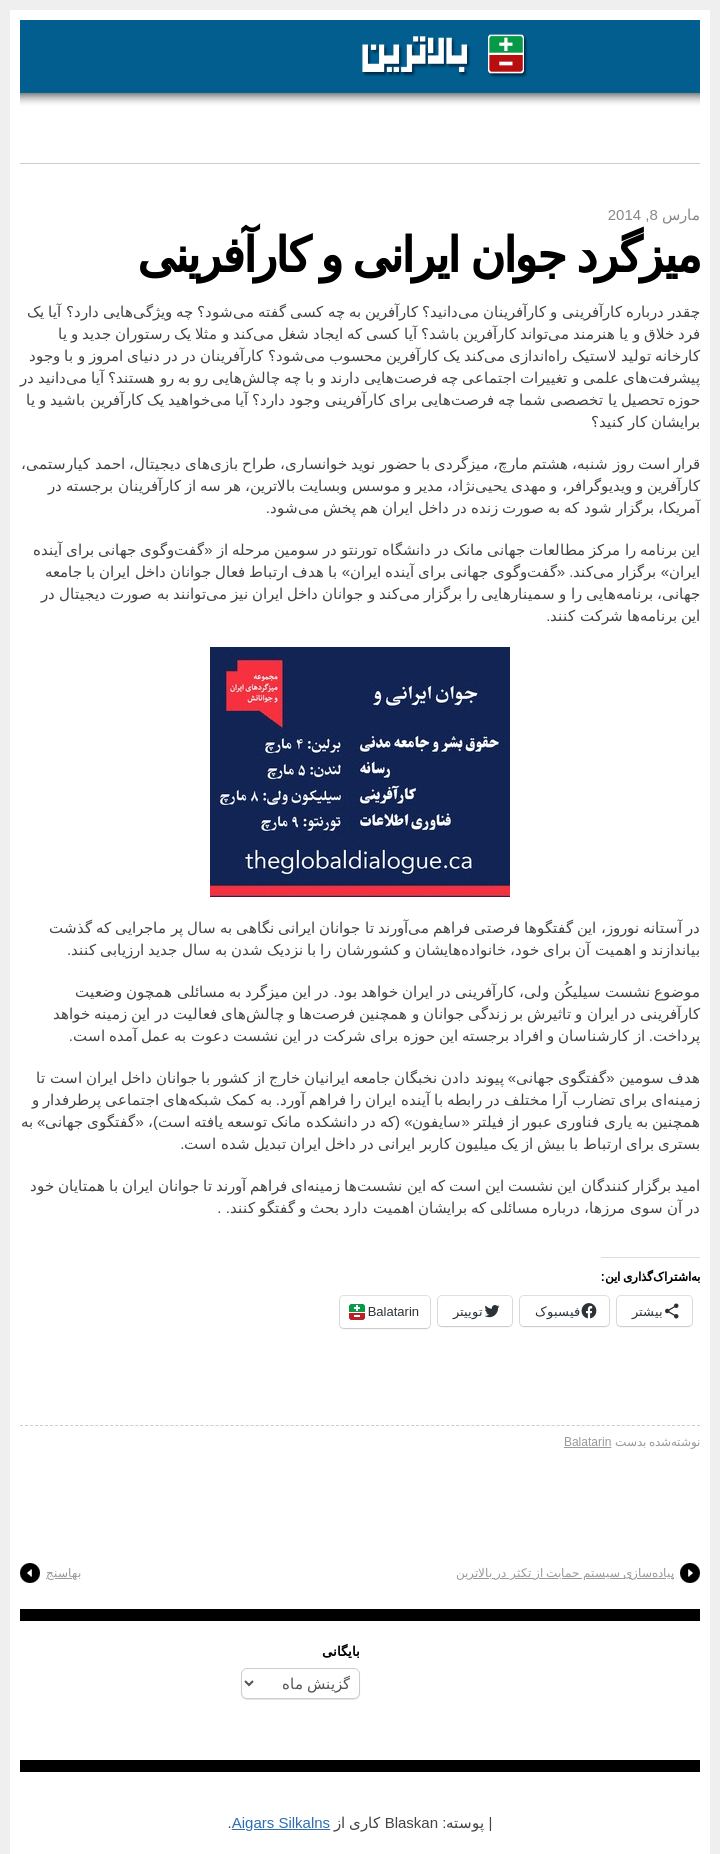 بالاترین
مارس 8, 2014
میزگرد جوان ایرانی و کارآفرینی
چقدر درباره کارآفرینی و کارآفرینان می‌دانید؟ کارآفرین به چه کسی گفته می‌شود؟ چه ویژگی‌هایی دارد؟ آیا یک
فرد خلاق و یا هنرمند می‌تواند کارآفرین باشد؟ آیا کسی که ایجاد شغل می‌کند و مثلا یک رستوران جدید و یا
کارخانه تولید لاستیک راه‌اندازی می‌کند یک کارآفرین محسوب می‌شود؟ کارآفرینان در در دنیای امروز و با وجود
پیشرفت‌های علمی و تغییرات اجتماعی چه فرصت‌هایی دارند و با چه چالش‌هایی رو به رو هستند؟ آیا می‌دانید در
حوزه تحصیل یا تخصصی شما چه فرصت‌هایی برای کارآفرینی وجود دارد؟ آیا می‌خواهید یک کارآفرین باشید و یا
برایشان کار کنید؟
قرار است روز شنبه، هشتم مارچ، میزگردی با حضور نوید خوانساری، طراح بازی‌های دیجیتال، احمد کیارستمی،
کارآفرین و ویدیوگرافر، و مهدی یحیی‌نژاد، مدیر و موسس وبسایت بالاترین، هر سه از کارآفرینان برجسته در
آمریکا، برگزار شود که به صورت زنده در داخل ایران هم پخش می‌شود.
این برنامه را مرکز مطالعات جهانی مانک در دانشگاه تورنتو در سومین مرحله از «گفت‌وگوی جهانی برای آینده
ایران» برگزار می‌کند. «گفت‌وگوی جهانی برای آینده ایران» با هدف ارتباط فعال جوانان داخل ایران با جامعه
جهانی، برنامه‌هایی را و سمینارهایی را برگزار می‌کند و جوانان داخل ایران نیز می‌توانند به صورت دیجیتال در
این برنامه‌ها شرکت کنند.
مجموعه
میزگردهای ایران
و جوانانش
جوان ایرانی و
حقوق بشر و جامعه مدنی برلین: ۴ مارچ
رسانه لندن: ۵ مارچ
کارآفرینی سیلیکون ولی: ۸ مارچ
فناوری اطلاعات تورنتو: ۹ مارچ
theglobaldialogue.ca
در آستانه نوروز، این گفتگوها فرصتی فراهم می‌آورند تا جوانان ایرانی نگاهی به سال پر ماجرایی که گذشت
بیاندازند و اهمیت آن برای خود، خانواده‌هایشان و کشورشان را با نزدیک شدن به سال جدید ارزیابی کنند.
موضوع نشست سیلیکُن ولی، کارآفرینی در ایران خواهد بود. در این میزگرد به مسائلی همچون وضعیت
کارآفرینی در ایران و تاثیرش بر زندگی جوانان و همچنین فرصت‌ها و چالش‌های فعالیت در این زمینه خواهد
پرداخت. از کارشناسان و افراد برجسته این حوزه برای شرکت در این نشست دعوت به عمل آمده است.
هدف سومین «گفتگوی جهانی» پیوند دادن نخبگان جامعه ایرانیان خارج از کشور با جوانان داخل ایران است تا
زمینه‌ای برای تضارب آرا مختلف در رابطه با آینده ایران را فراهم آورد. به کمک شبکه‌های اجتماعی پرطرفدار و
همچنین به یاری فناوری عبور از فیلتر «سایفون» (که در دانشکده مانک توسعه یافته است)، «گفتگوی جهانی» به
بستری برای ارتباط با بیش از یک میلیون کاربر ایرانی در داخل ایران تبدیل شده است.
امید برگزار کنندگان این نشست این است که این نشست‌ها زمینه‌ای فراهم آورند تا جوانان ایران با همتایان خود
در آن سوی مرزها، درباره مسائلی که برایشان اهمیت دارد بحث و گفتگو کنند. .
به‌اشتراک‌گذاری این:
بیشتر فیسبوک توییتر Balatarin
نوشته‌شده بدست Balatarin
پیاده‌سازی سیستم حمایت از تکثر در بالاترین
بهاسنج
بایگانی
گزینش ماه
| پوسته: Blaskan کاری از Aigars Silkalns.